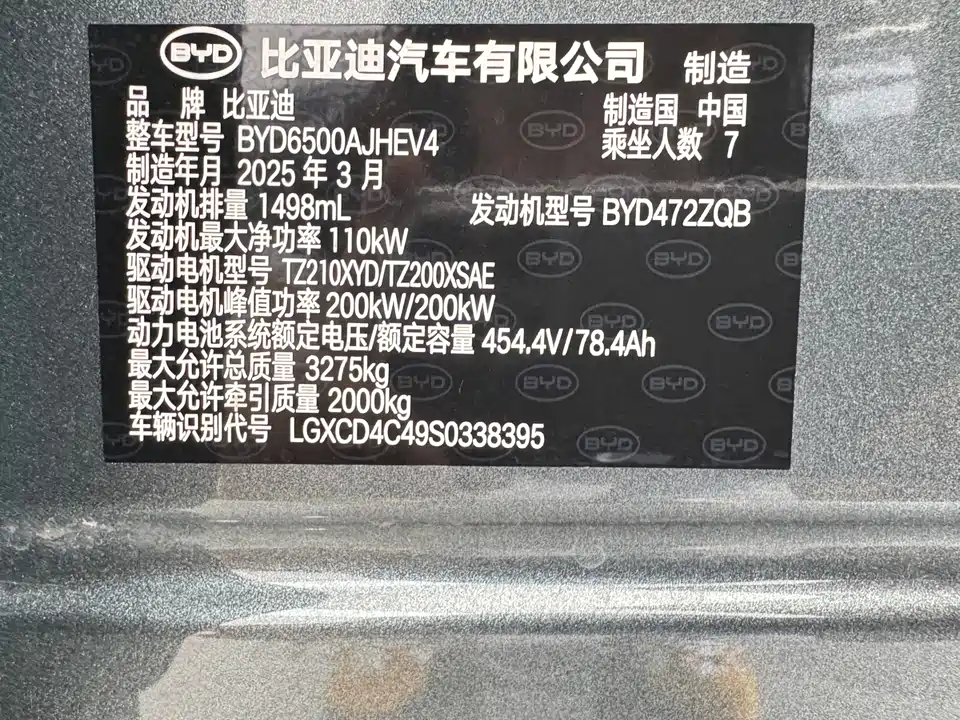 BYD 比亚迪汽车有限公司 制造
品 牌 比亚迪 制造国 中国
整车型号 BYD6500AJHEV4 乘坐人数 7
制造年月 2025 年 3 月
发动机排量 1498mL 发动机型号 BYD472ZQB
发动机最大净功率 110kW
驱动电机型号 TZ210XYD/TZ200XSAE
驱动电机峰值功率 200kW/200kW
动力电池系统额定电压/额定容量 454.4V/78.4Ah
最大允许总质量 3275kg
最大允许牵引质量 2000kg
车辆识别代号 LGXCD4C49S0338395